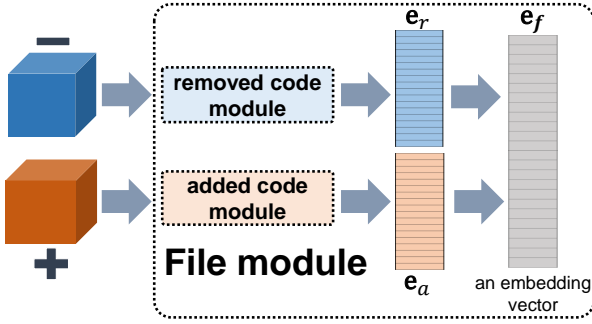 −
e_r
e_f
removed code
module
added code
module
+
File module
e_a
an embedding
vector